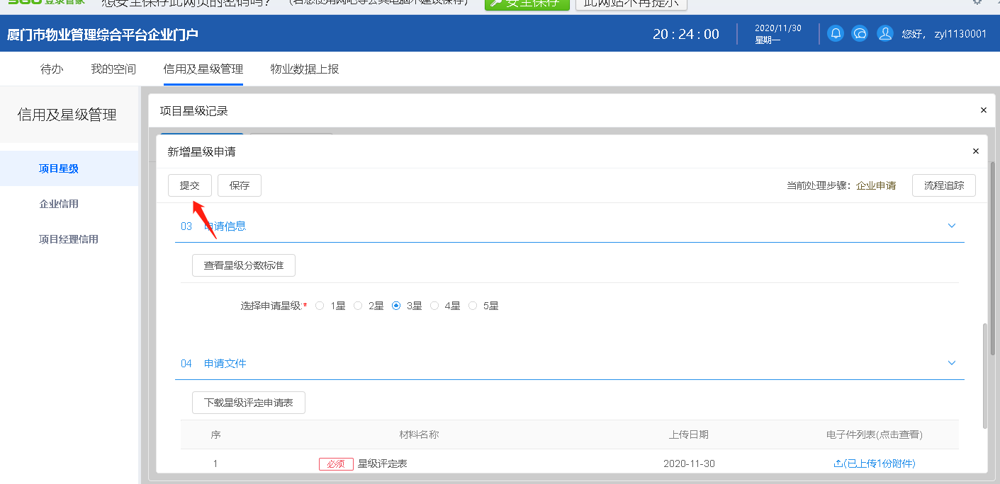 360登录管家 想安全保存此网页的密码吗？ (若您使用网吧等公共电脑不建议保存) 安全保存 此网站不再提示
厦门市物业管理综合平台企业门户 20:24:00 2020/11/30 星期一 您好， zyl1130001
待办 我的空间 信用及星级管理 物业数据上报
信用及星级管理
项目星级
企业信用
项目经理信用
项目星级记录 ×
新增星级申请 ×
提交 保存 当前处理步骤: 企业申请 流程追踪
03 申请信息
查看星级分数标准
选择申请星级:* 1星 2星 3星 4星 5星
04 申请文件
下载星级评定申请表
序 材料名称 上传日期 电子件列表(点击查看)
1 必须 星级评定表 2020-11-30 (已上传1份附件)